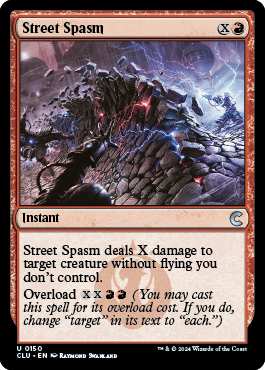 Street Spasm X R
Instant
Street Spasm deals X damage to
target creature without flying you
don't control.
Overload X X R R (You may cast
this spell for its overload cost. If you do,
change "target" in its text to "each.")
U 0150
CLU • EN Raymond Swanland
™ & © 2024 Wizards of the Coast